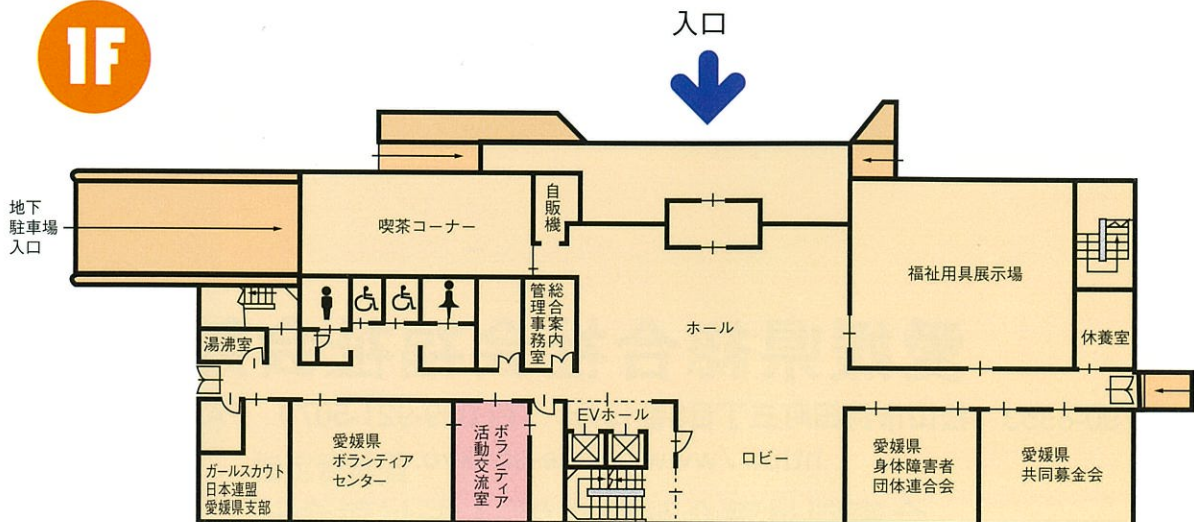 1F
入口
地下
駐車場
入口
喫茶コーナー
自販機
福祉用具展示場
ホール
総合案内
管理事務室
湯沸室
休養室
EVホール
ガールスカウト
日本連盟
愛媛県支部
愛媛県
ボランティア
センター
ボランティア
活動交流室
ロビー
愛媛県
身体障害者
団体連合会
愛媛県
共同募金会